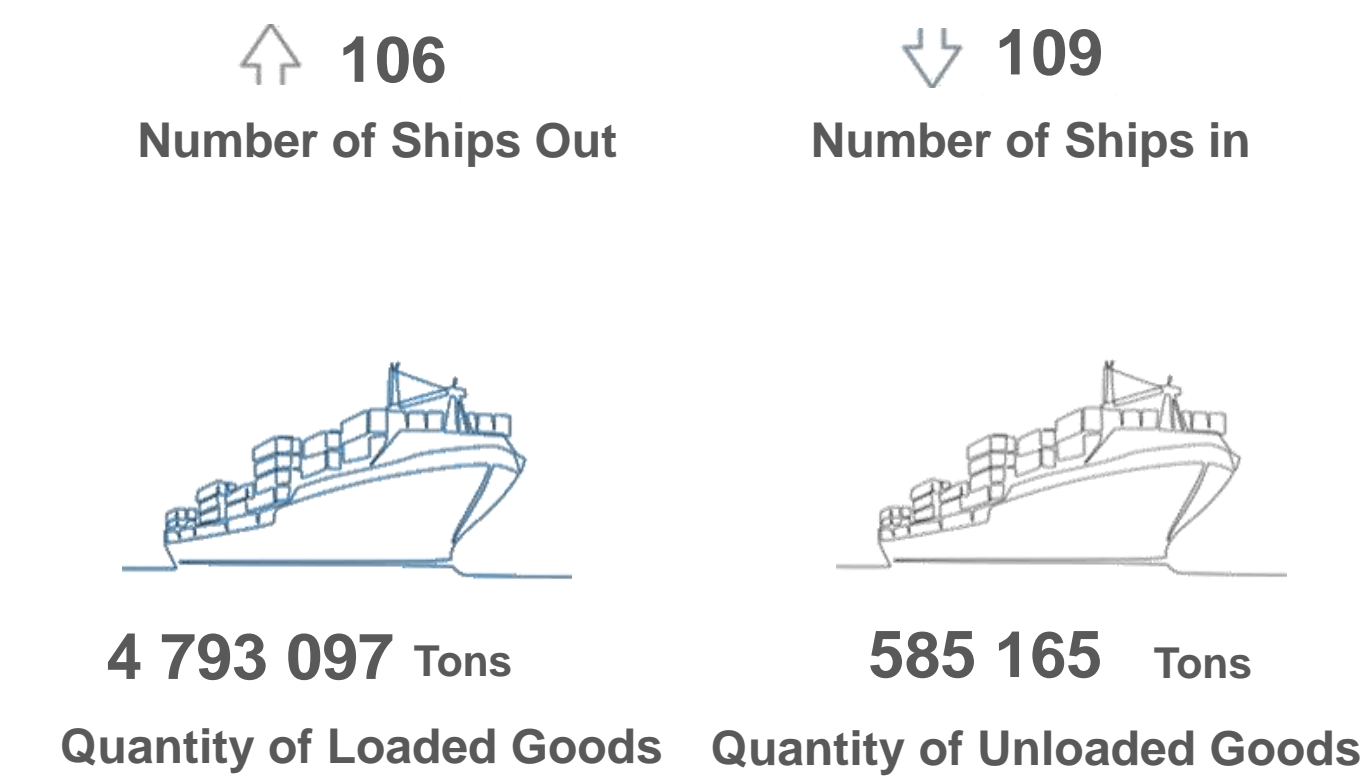 106
Number of Ships Out
109
Number of Ships in
4 793 097 Tons
Quantity of Loaded Goods
585 165 Tons
Quantity of Unloaded Goods